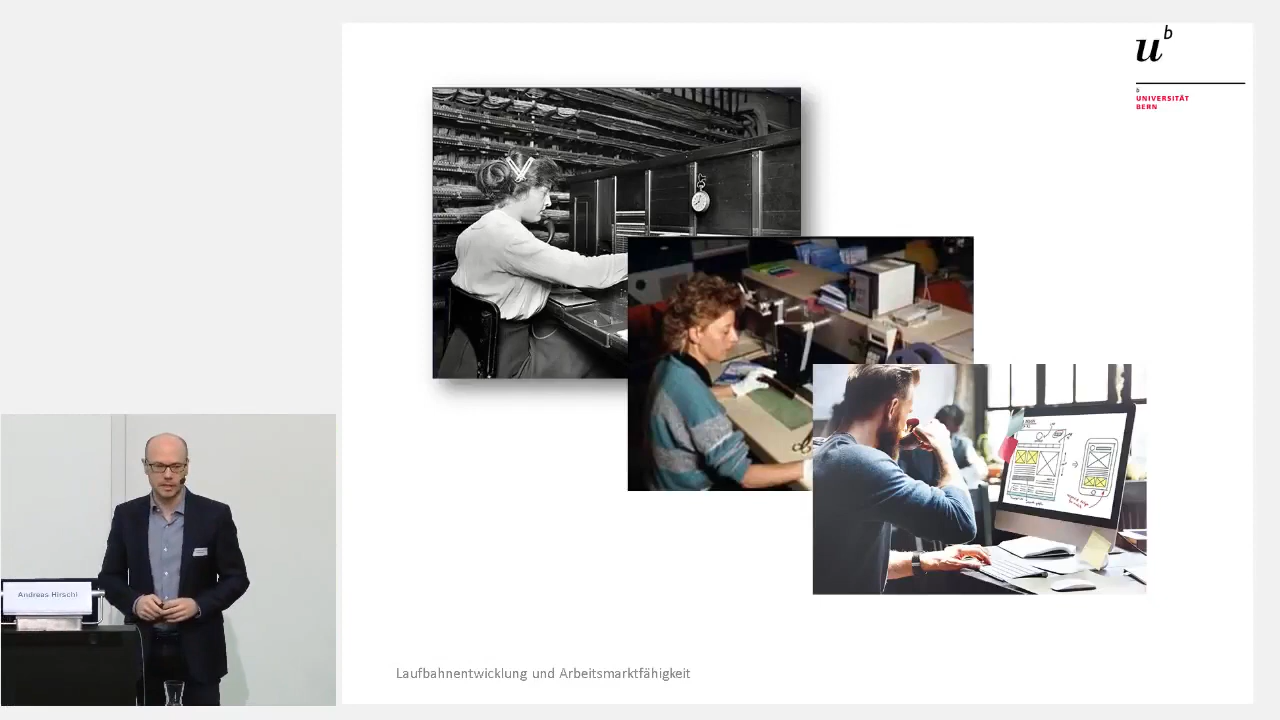 u
b
b
UNIVERSITÄT
BERN
Andreas Hirschi
Laufbahnentwicklung und Arbeitsmarktfähigkeit